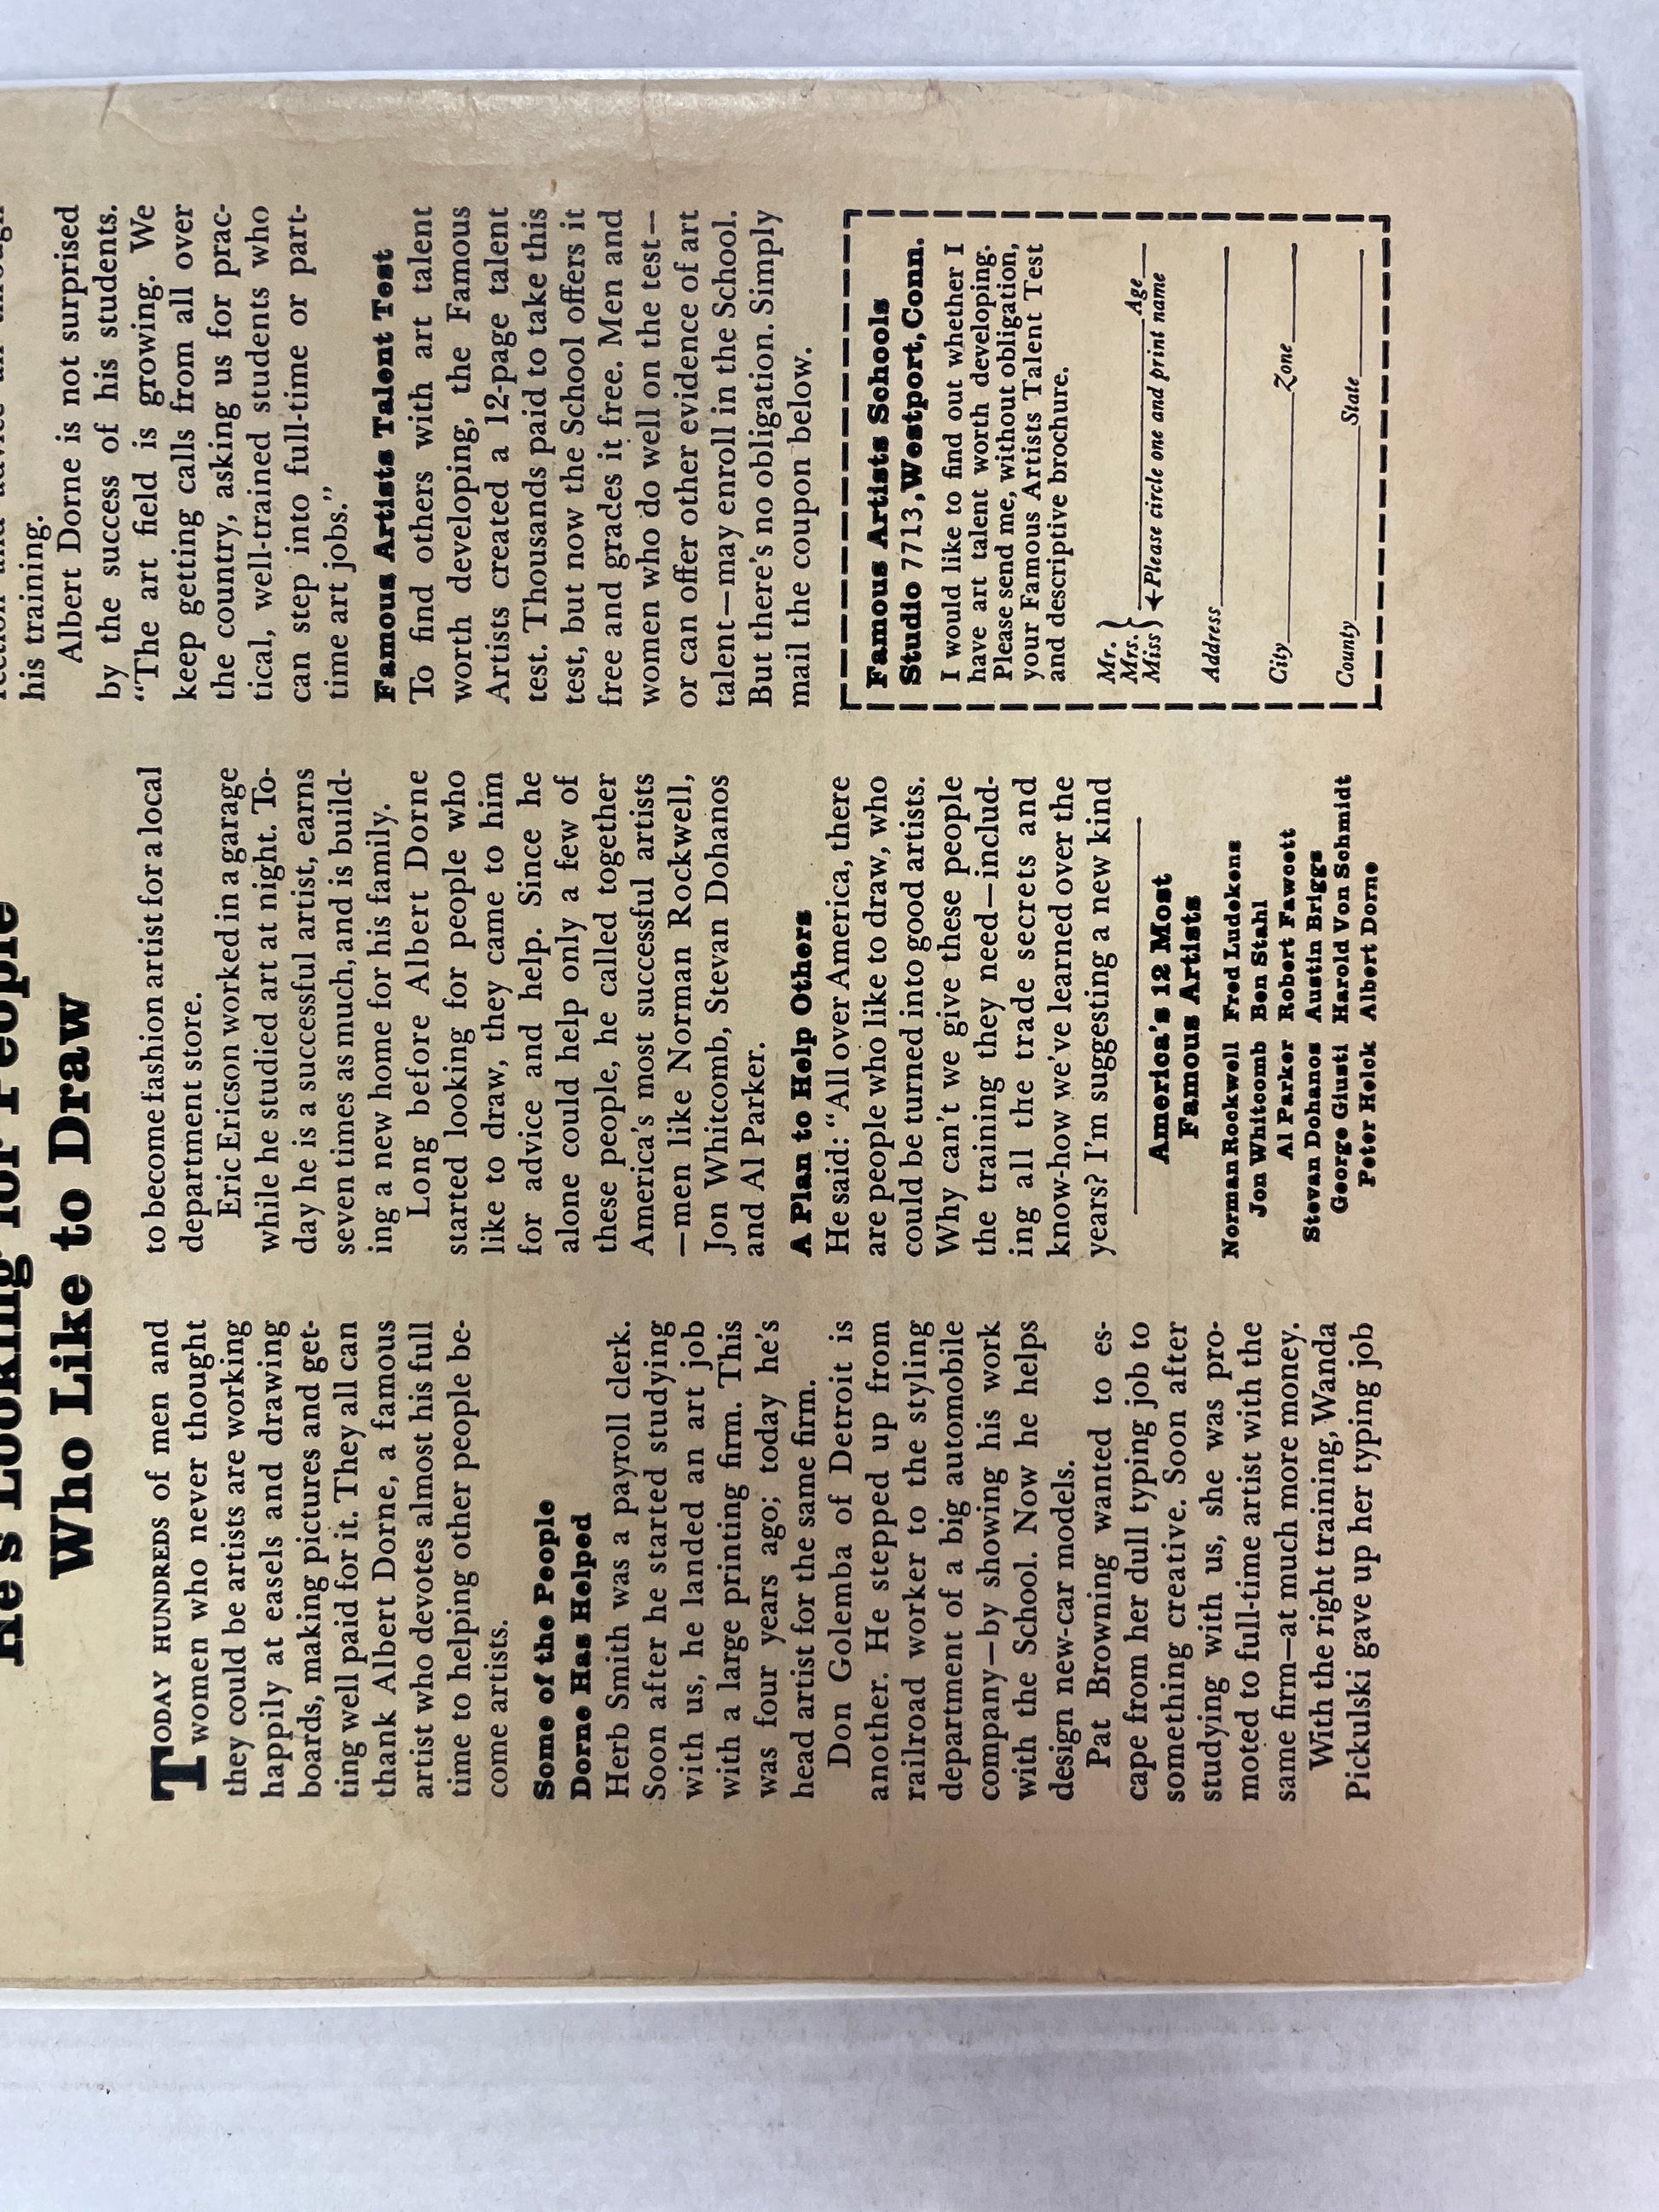 He's Looking for People
Who Like to Draw
TODAY HUNDREDS of men and
women who never thought
they could be artists are working
happily at easels and drawing
boards, making pictures and get-
ting well paid for it. They all can
thank Albert Dorne, a famous
artist who devotes almost his full
time to helping other people be-
come artists.
Some of the People
Dorne Has Helped
Herb Smith was a payroll clerk.
Soon after he started studying
with us, he landed an art job
with a large printing firm. This
was four years ago; today he's
head artist for the same firm.
Don Golemba of Detroit is
another. He stepped up from
railroad worker to the styling
department of a big automobile
company—by showing his work
with the School. Now he helps
design new-car models.
Pat Browning wanted to es-
cape from her dull typing job to
something creative. Soon after
studying with us, she was pro-
moted to full-time artist with the
same firm—at much more money.
With the right training, Wanda
Pickulski gave up her typing job
to become fashion artist for a local
department store.
Eric Ericson worked in a garage
while he studied art at night. To-
day he is a successful artist, earns
seven times as much, and is build-
ing a new home for his family.
Long before Albert Dorne
started looking for people who
like to draw, they came to him
for advice and help. Since he
alone could help only a few of
these people, he called together
America's most successful artists
—men like Norman Rockwell,
Jon Whitcomb, Stevan Dohanos
and Al Parker.
A Plan to Help Others
He said: "All over America, there
are people who like to draw, who
could be turned into good artists.
Why can't we give these people
the training they need—includ-
ing all the trade secrets and
know-how we've learned over the
years? I'm suggesting a new kind
America's 12 Most
Famous Artists
Norman Rockwell Fred Ludekens
Jon Whitcomb Ben Stahl
Al Parker Robert Fawcett
Stevan Dohanos Austin Briggs
George Giusti Harold Von Schmidt
Peter Helck Albert Dorne
his training.
Albert Dorne is not surprised
by the success of his students.
"The art field is growing. We
keep getting calls from all over
the country, asking us for prac-
tical, well-trained students who
can step into full-time or part-
time art jobs."
Famous Artists Talent Test
To find others with art talent
worth developing, the Famous
Artists created a 12-page talent
test. Thousands paid to take this
test, but now the School offers it
free and grades it free. Men and
women who do well on the test—
or can offer other evidence of art
talent—may enroll in the School.
But there's no obligation. Simply
mail the coupon below.
Famous Artists Schools
Studio 7713, Westport, Conn.
I would like to find out whether I
have art talent worth developing.
Please send me, without obligation,
your Famous Artists Talent Test
and descriptive brochure.
Mr.
Mrs. Age
Miss } ←Please circle one and print name
Address
City Zone
County State